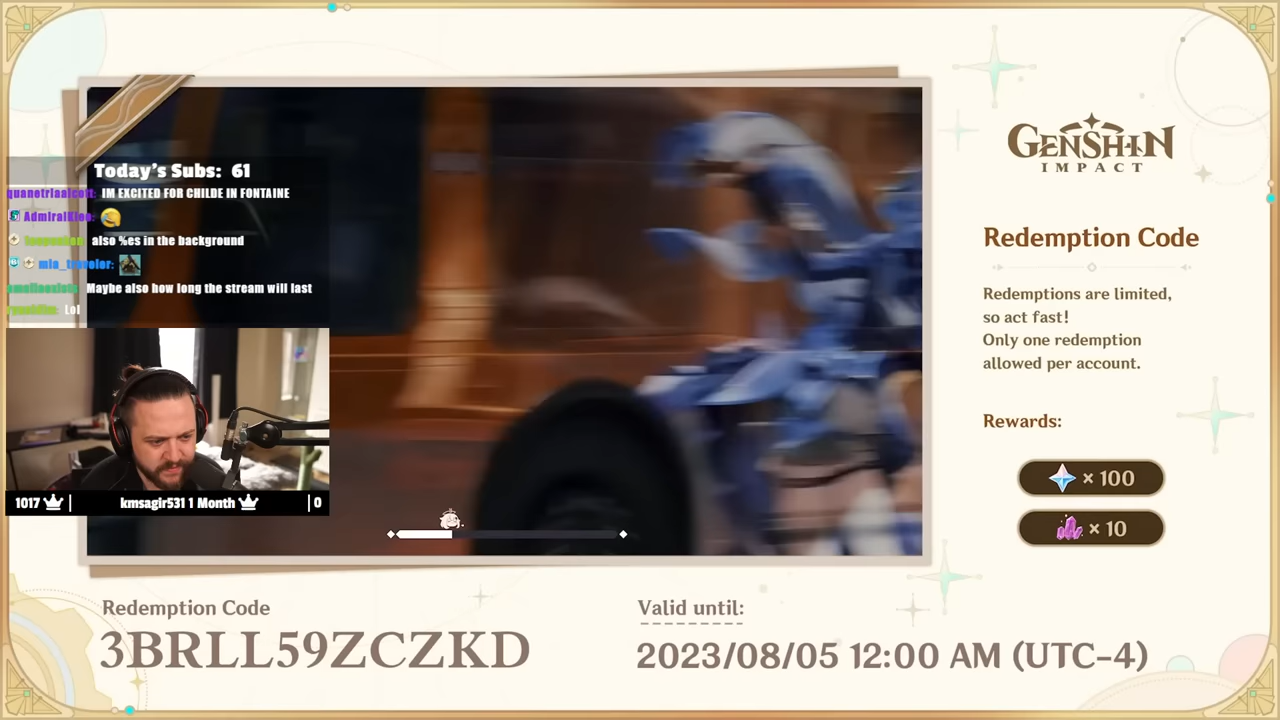 GENSHIN
IMPACT
Today's Subs: 61
IM EXCITED FOR CHILDE IN FONTAINE
AdmiralKleo:
also %es in the background
mia_traveler:
Maybe also how long the stream will last
Lol
1017 | kmsagir531 1 Month | 0
Redemption Code
Redemptions are limited,
so act fast!
Only one redemption
allowed per account.
Rewards:
× 100
× 10
Redemption Code
3BRLL59ZCZKD
Valid until:
2023/08/05 12:00 AM (UTC-4)